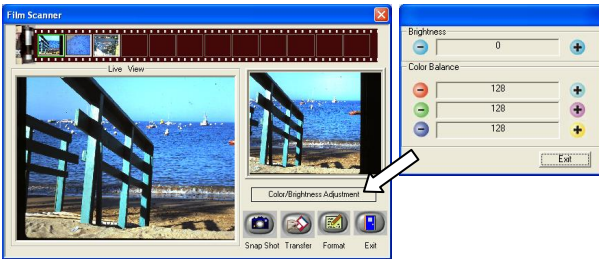 Film Scanner
Live View
Color/Brightness Adjustment
Snap Shot Transfer Format Exit
Brightness
0
Color Balance
128
128
128
Exit